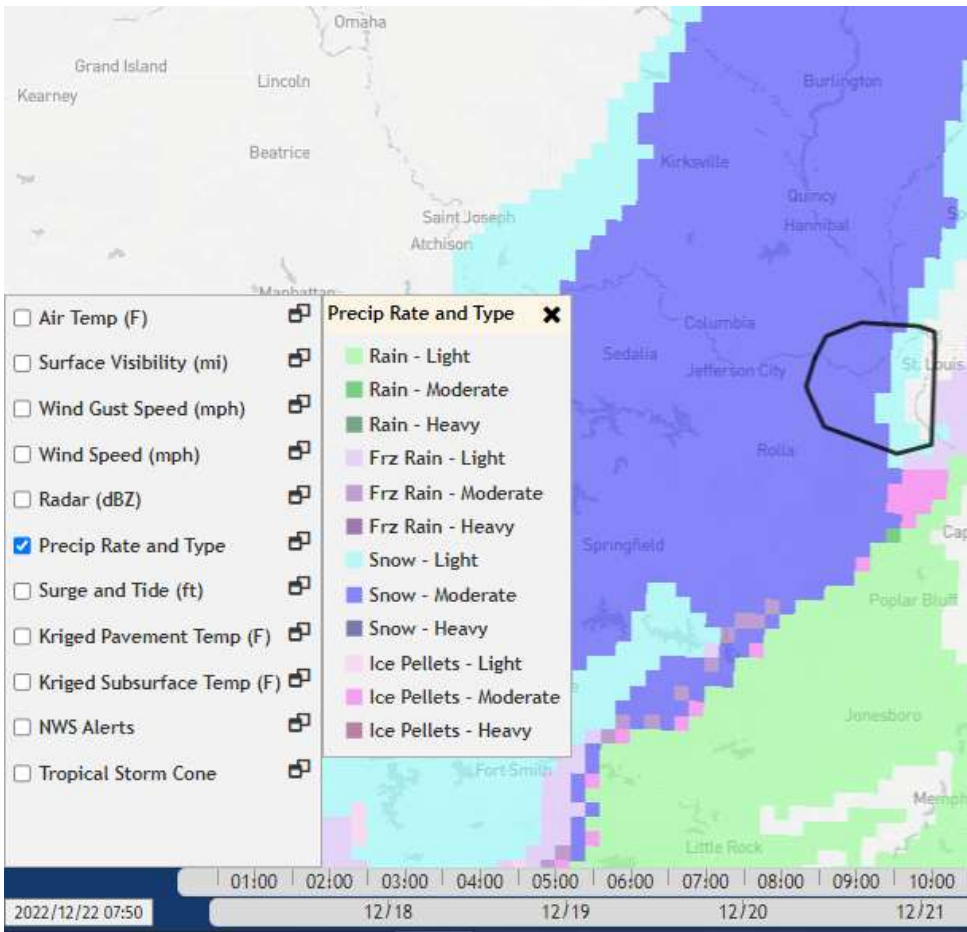 Omaha
Grand Island
Lincoln
Kearney
Burlington
Beatrice
Kirksville
Quincy
Saint Joseph
Hannibal
Atchison
Manhattan
Columbia
Sedalia
St. Louis
Jefferson City
Rolla
Springfield
Poplar Bluff
Jonesboro
Fort Smith
Little Rock
Air Temp (F)
Surface Visibility (mi)
Wind Gust Speed (mph)
Wind Speed (mph)
Radar (dBZ)
Precip Rate and Type
Surge and Tide (ft)
Kriged Pavement Temp (F)
Kriged Subsurface Temp (F)
NWS Alerts
Tropical Storm Cone
Precip Rate and Type
Rain - Light
Rain - Moderate
Rain - Heavy
Frz Rain - Light
Frz Rain - Moderate
Frz Rain - Heavy
Snow - Light
Snow - Moderate
Snow - Heavy
Ice Pellets - Light
Ice Pellets - Moderate
Ice Pellets - Heavy
01:00 02:00 03:00 04:00 05:00 06:00 07:00 08:00 09:00 10:00
2022/12/22 07:50 12/18 12/19 12/20 12/21